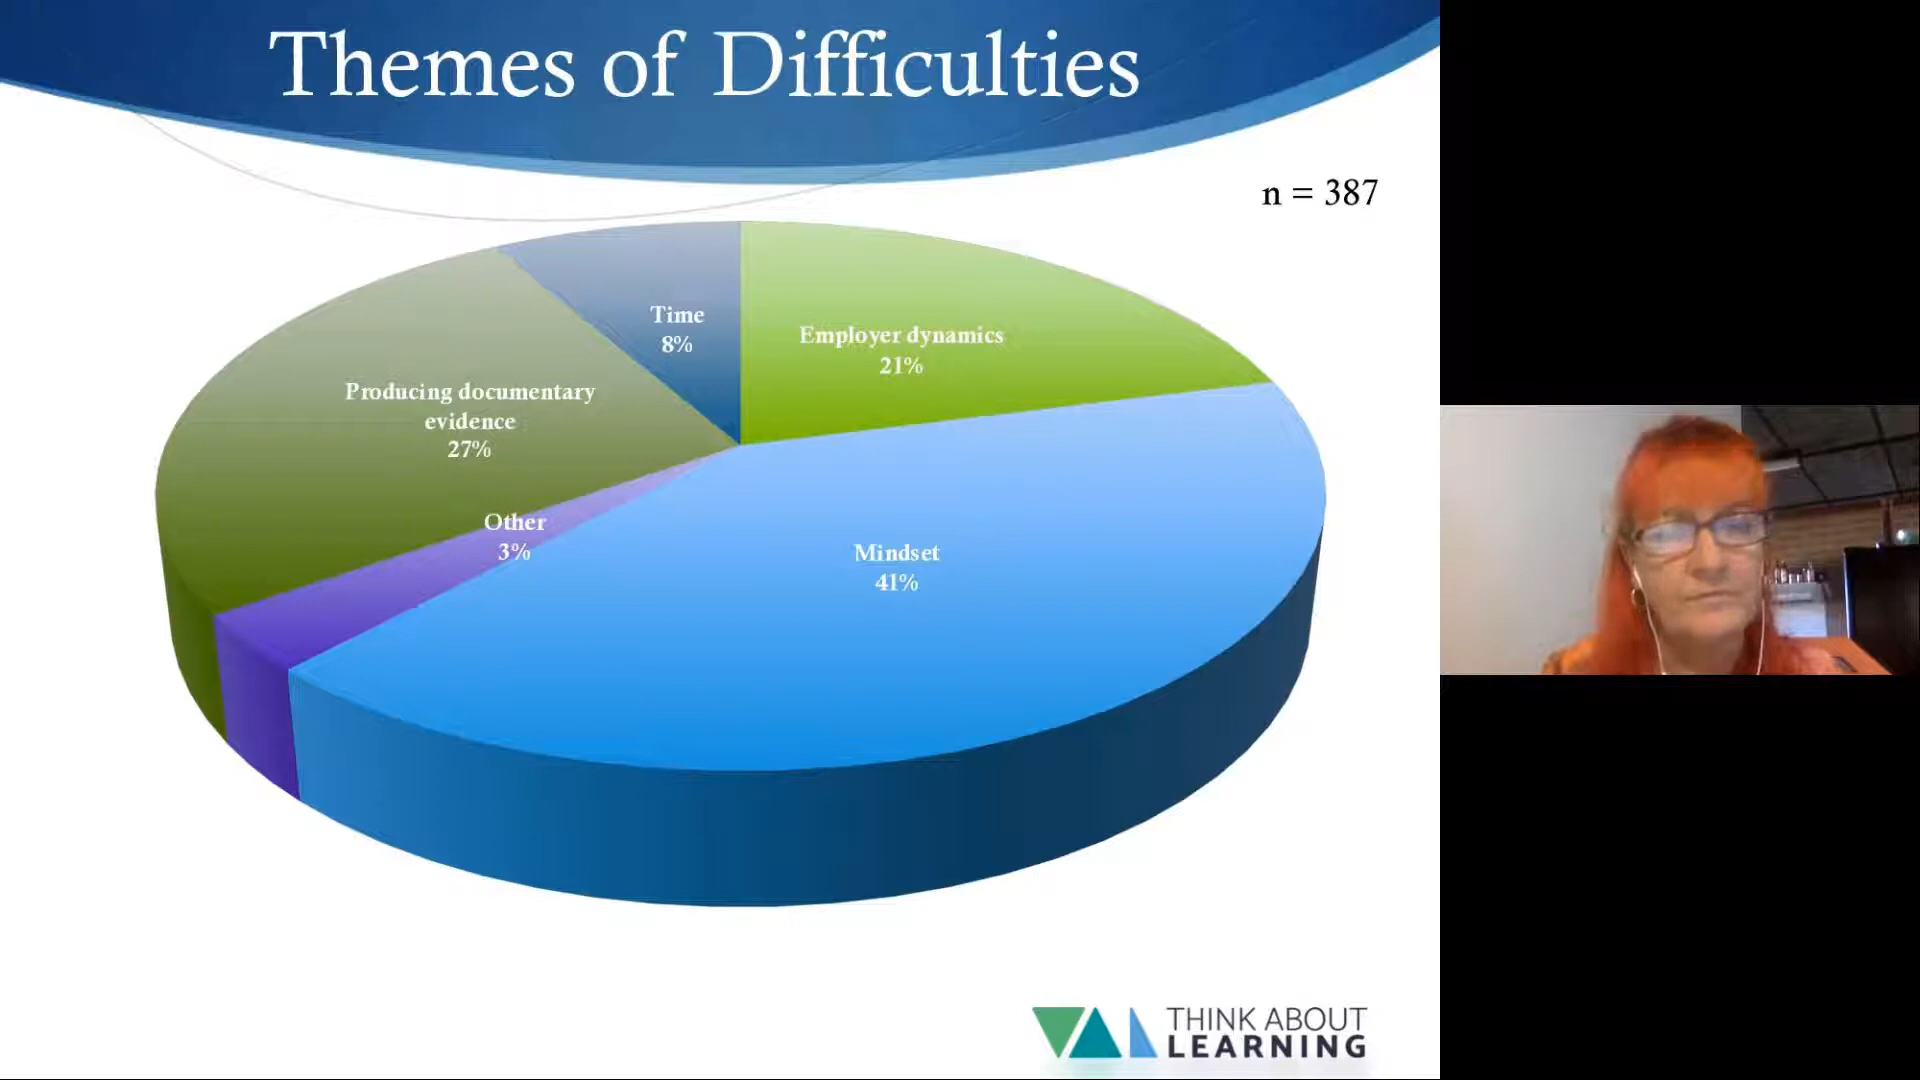 Themes of Difficulties
n = 387
Time
8%
Employer dynamics
21%
Producing documentary
evidence
27%
Other
3%
Mindset
41%
THINK ABOUT
LEARNING